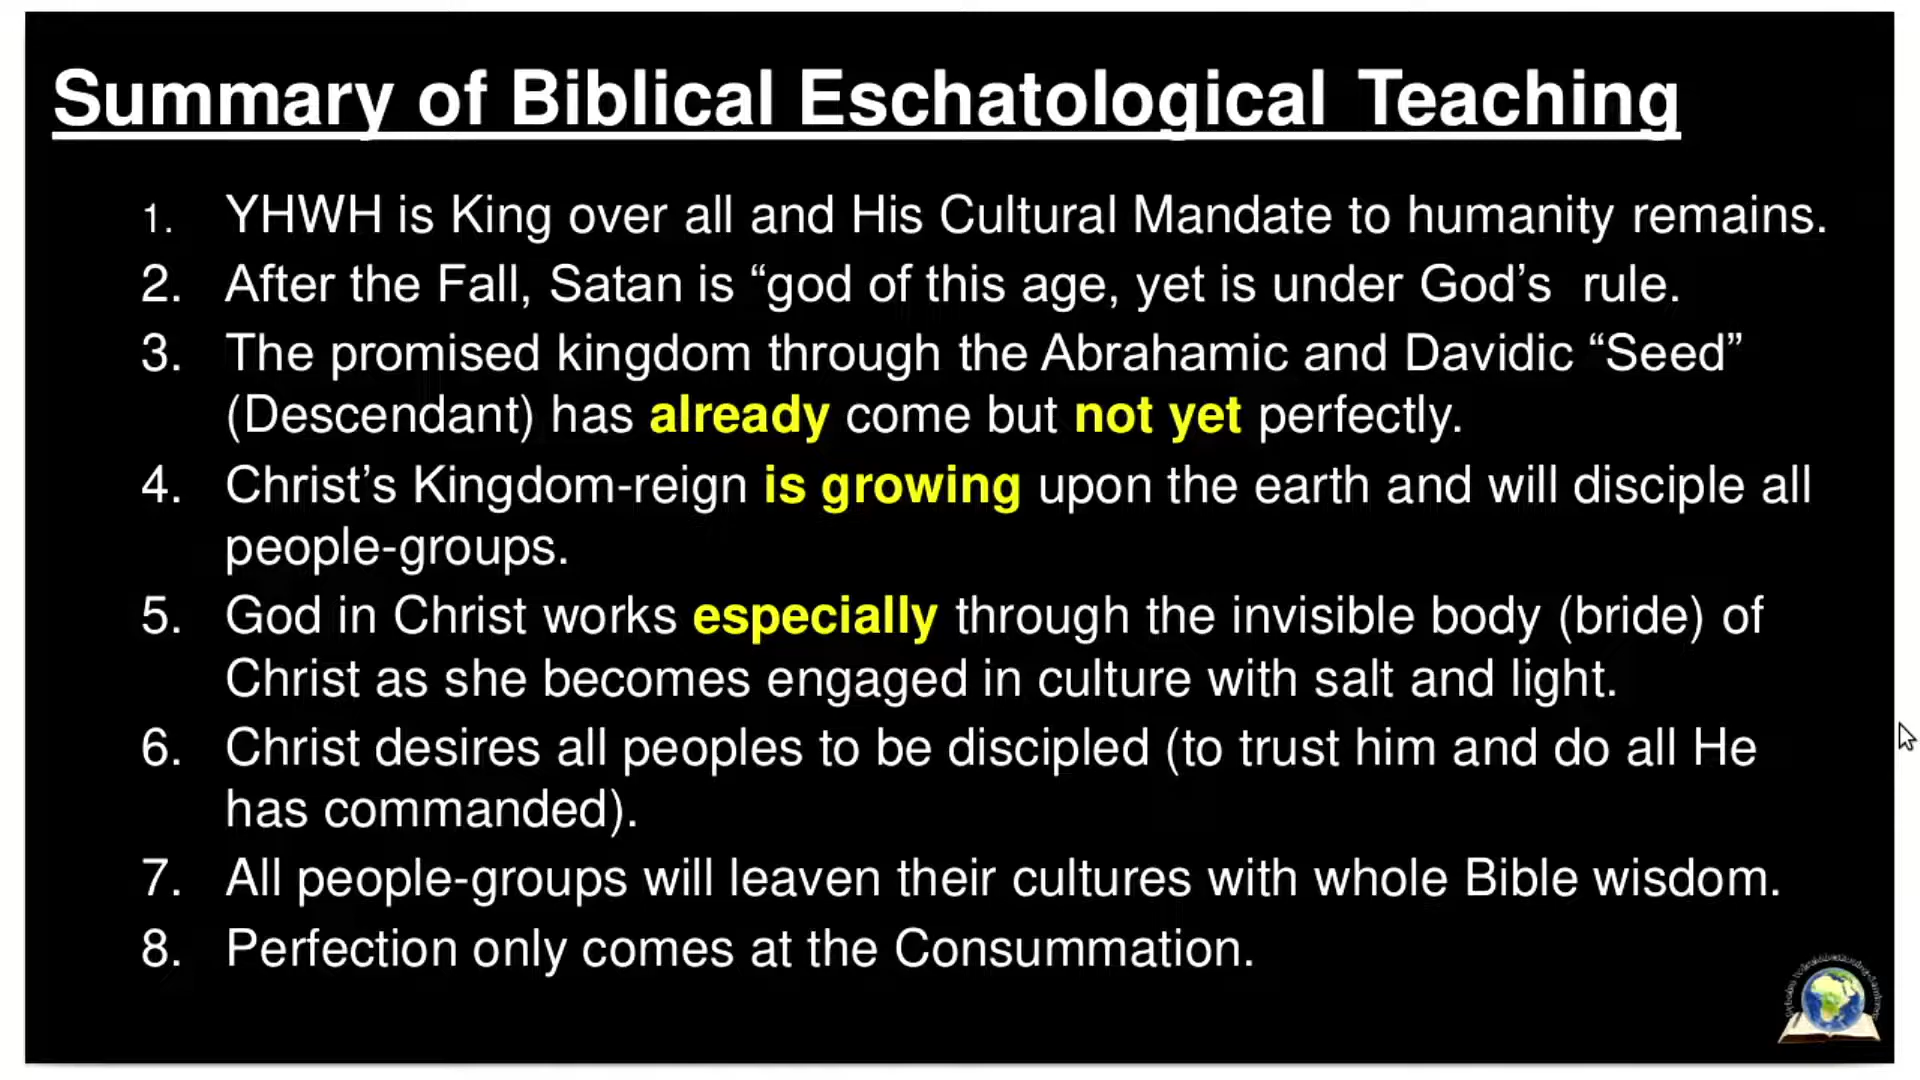 Summary of Biblical Eschatological Teaching
1. YHWH is King over all and His Cultural Mandate to humanity remains.
2. After the Fall, Satan is “god of this age, yet is under God’s rule.
3. The promised kingdom through the Abrahamic and Davidic “Seed”
(Descendant) has already come but not yet perfectly.
4. Christ’s Kingdom-reign is growing upon the earth and will disciple all
people-groups.
5. God in Christ works especially through the invisible body (bride) of
Christ as she becomes engaged in culture with salt and light.
6. Christ desires all peoples to be discipled (to trust him and do all He
has commanded).
7. All people-groups will leaven their cultures with whole Bible wisdom.
8. Perfection only comes at the Consummation.